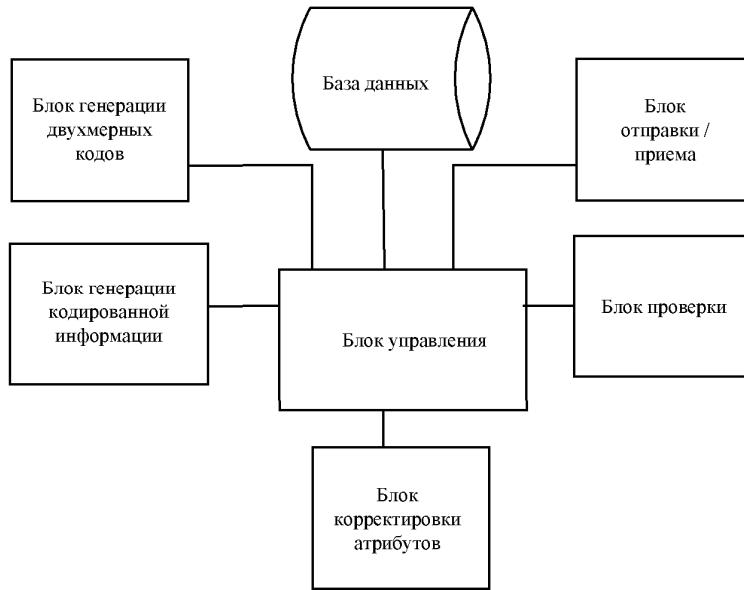 База данных
Блок генерации
двухмерных
кодов
Блок
отправки /
приема
Блок генерации
кодированной
информации
Блок управления
Блок проверки
Блок
корректировки
атрибутов